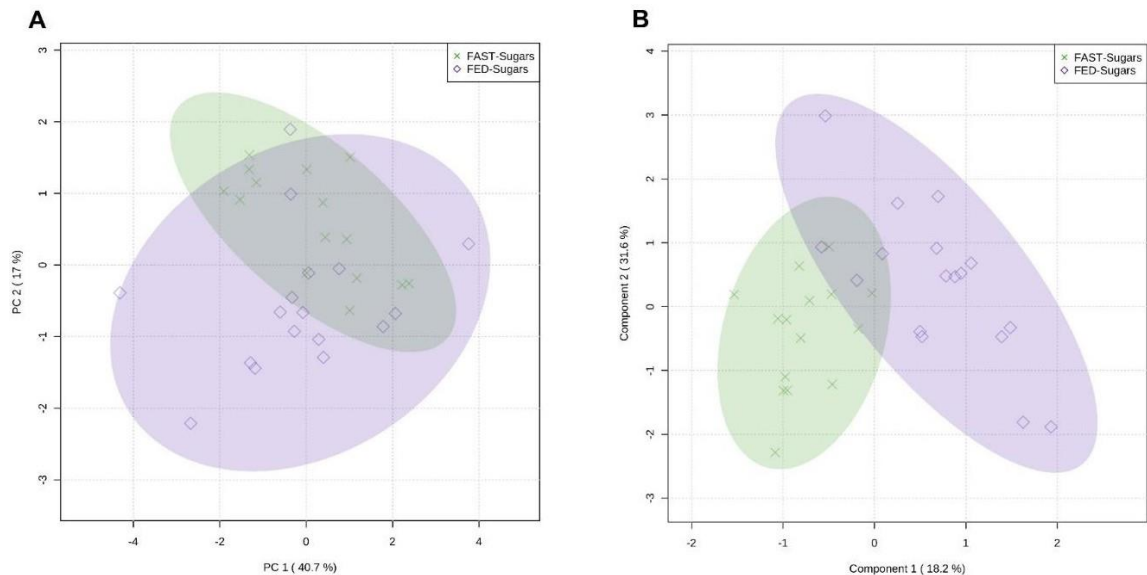 A
B
FAST-Sugars
FED-Sugars
3
2
1
0
-1
-2
-3
PC 2 ( 17 %)
-4
-2
0
2
4
PC 1 ( 40.7 %)
FAST-Sugars
FED-Sugars
4
3
2
1
0
-1
-2
-3
Component 2 ( 31.6 %)
-2
-1
0
1
2
Component 1 ( 18.2 %)